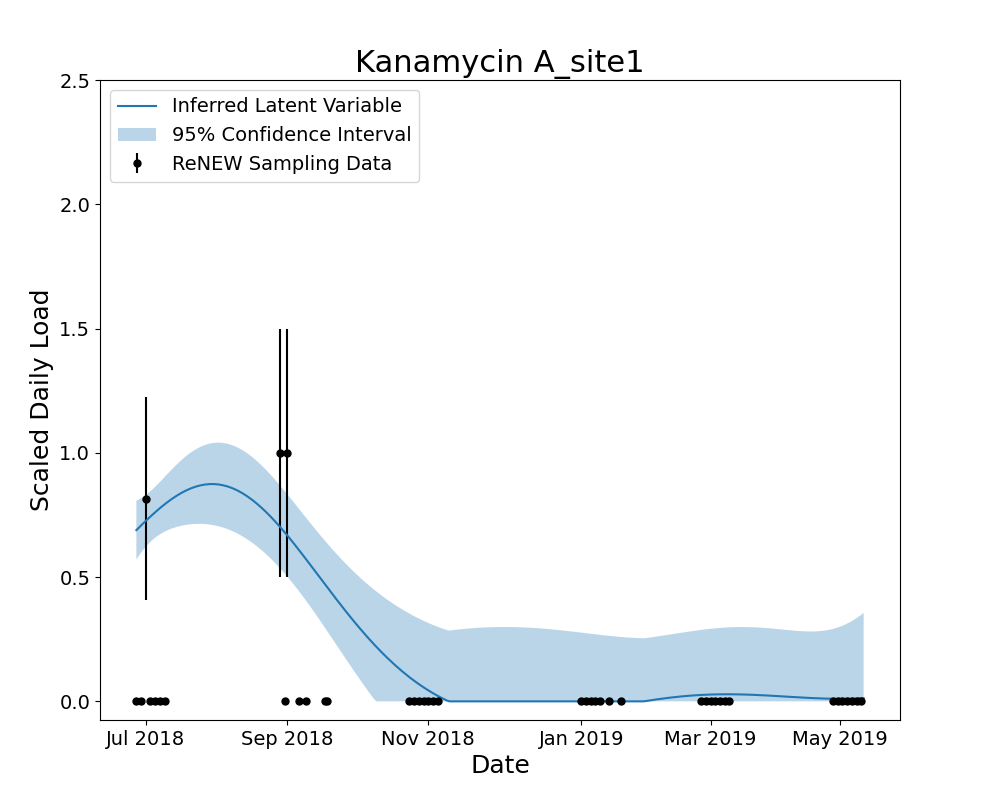 Kanamycin A_site1
Inferred Latent Variable
95% Confidence Interval
ReNEW Sampling Data
Scaled Daily Load
2.5
2.0
1.5
1.0
0.5
0.0
Jul 2018 Sep 2018 Nov 2018 Jan 2019 Mar 2019 May 2019
Date